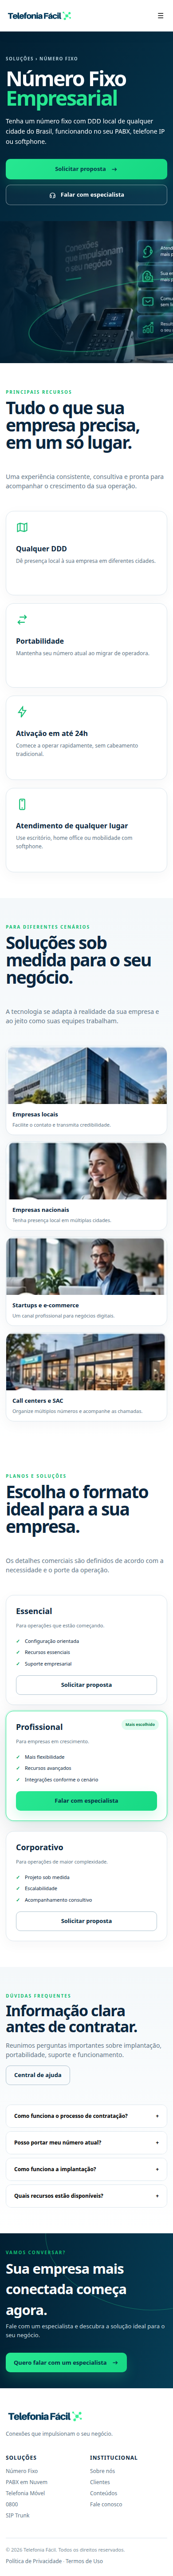 Telefonia Fácil
SOLUÇÕES › NÚMERO FIXO
Número Fixo
Empresarial
Tenha um número fixo com DDD local de qualquer
cidade do Brasil, funcionando no seu PABX, telefone IP
ou softphone.
Solicitar proposta →
Falar com especialista
Conexões que
impulsionam
o seu negócio
PRINCIPAIS RECURSOS
Tudo o que sua
empresa precisa,
em um só lugar.
Uma experiência consistente, consultiva e pronta para
acompanhar o crescimento da sua operação.
Qualquer DDD
Dê presença local à sua empresa em diferentes cidades.
Portabilidade
Mantenha seu número atual ao migrar de operadora.
Ativação em até 24h
Comece a operar rapidamente, sem cabeamento
tradicional.
Atendimento de qualquer lugar
Use escritório, home office ou mobilidade com
softphone.
PARA DIFERENTES CENÁRIOS
Soluções sob
medida para o seu
negócio.
A tecnologia se adapta à realidade da sua empresa e
ao jeito como suas equipes trabalham.
Empresas locais
Facilite o contato e transmita credibilidade.
Empresas nacionais
Tenha presença local em múltiplas cidades.
Startups e e-commerce
Um canal profissional para negócios digitais.
Call centers e SAC
Organize múltiplos números e acompanhe as chamadas.
PLANOS E SOLUÇÕES
Escolha o formato
ideal para a sua
empresa.
Os detalhes comerciais são definidos de acordo com a
necessidade e o porte da operação.
Essencial
Para operações que estão começando.
✓ Configuração orientada
✓ Recursos essenciais
✓ Suporte empresarial
Solicitar proposta
Mais escolhido
Profissional
Para empresas em crescimento.
✓ Mais flexibilidade
✓ Recursos avançados
✓ Integrações conforme o cenário
Falar com especialista
Corporativo
Para operações de maior complexidade.
✓ Projeto sob medida
✓ Escalabilidade
✓ Acompanhamento consultivo
Solicitar proposta
DÚVIDAS FREQUENTES
Informação clara
antes de contratar.
Reunimos perguntas importantes sobre implantação,
portabilidade, suporte e funcionamento.
Central de ajuda
Como funciona o processo de contratação? +
Posso portar meu número atual? +
Como funciona a implantação? +
Quais recursos estão disponíveis? +
VAMOS CONVERSAR?
Sua empresa mais
conectada começa
agora.
Fale com um especialista e descubra a solução ideal para o
seu negócio.
Quero falar com um especialista →
Telefonia Fácil
Conexões que impulsionam o seu negócio.
SOLUÇÕES
Número Fixo
PABX em Nuvem
Telefonia Móvel
0800
SIP Trunk
INSTITUCIONAL
Sobre nós
Clientes
Conteúdos
Fale conosco
© 2026 Telefonia Fácil. Todos os direitos reservados.
Política de Privacidade · Termos de Uso